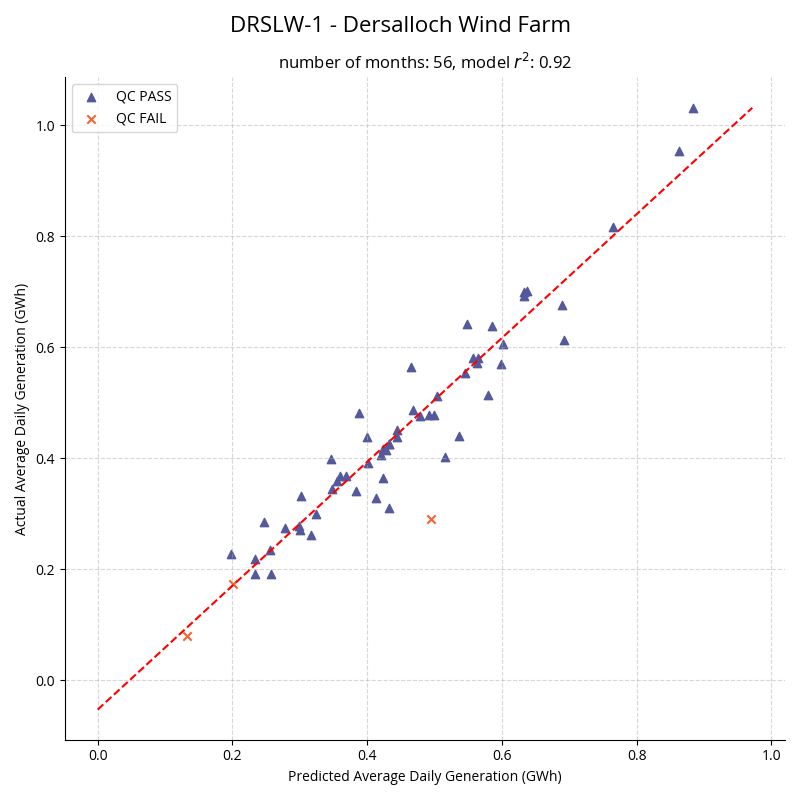 DRSLW-1 - Dersalloch Wind Farm
number of months: 56, model r²: 0.92
QC PASS
QC FAIL
Actual Average Daily Generation (GWh)
1.0
0.8
0.6
0.4
0.2
0.0
0.0 0.2 0.4 0.6 0.8 1.0
Predicted Average Daily Generation (GWh)